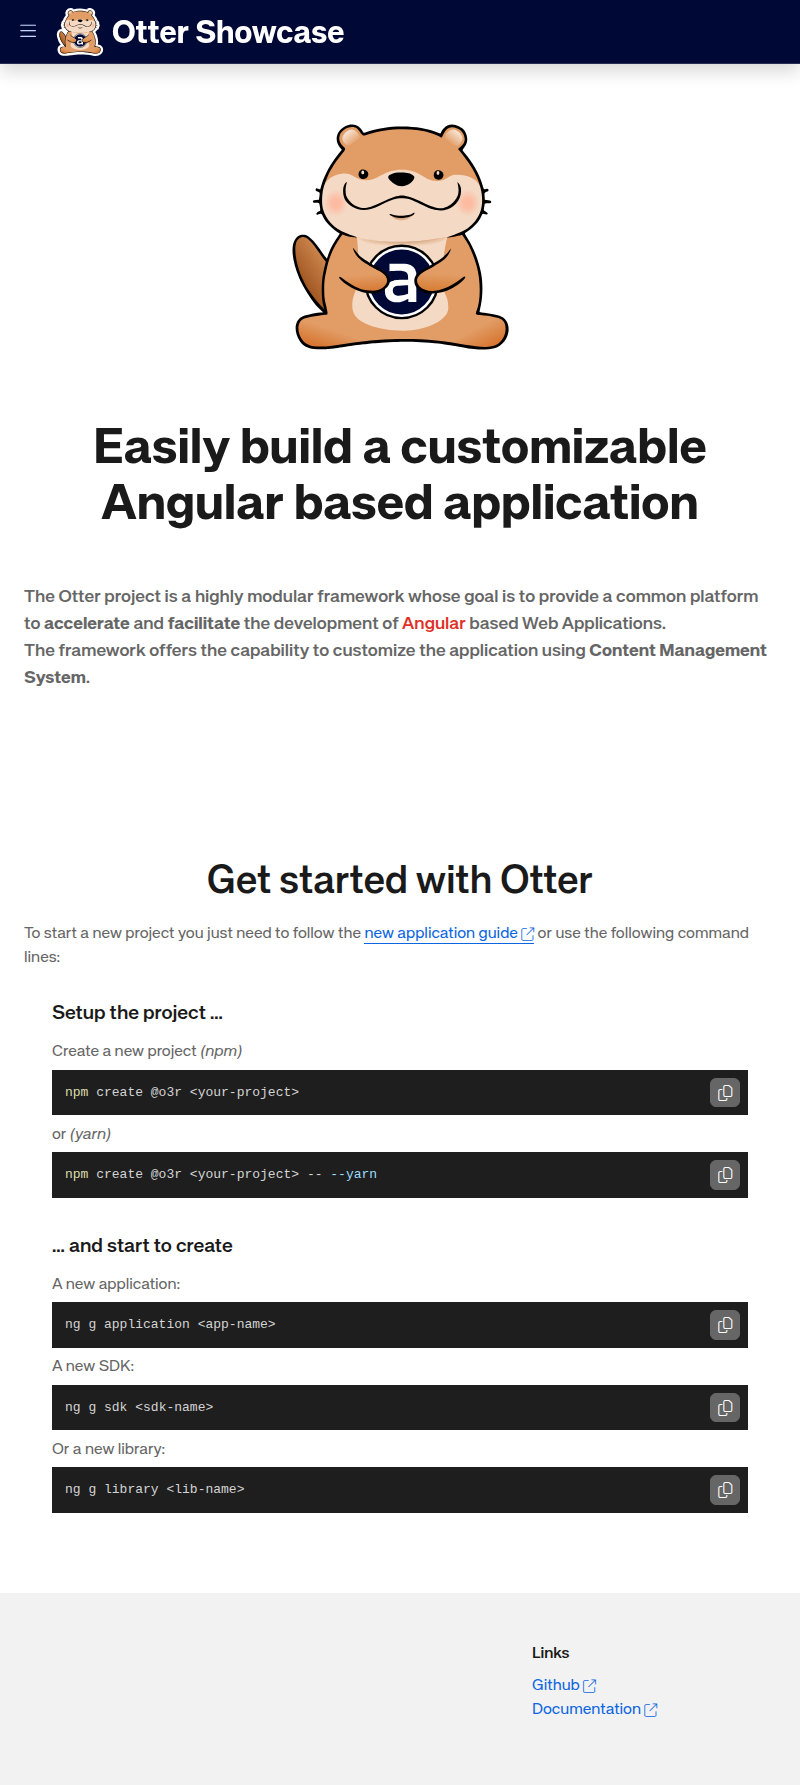 Otter Showcase
a
Easily build a customizable
Angular based application
The Otter project is a highly modular framework whose goal is to provide a common platform
to accelerate and facilitate the development of Angular based Web Applications.
The framework offers the capability to customize the application using Content Management
System.
Get started with Otter
To start a new project you just need to follow the new application guide or use the following command
lines:
Setup the project ...
Create a new project (npm)
npm create @o3r <your-project>
or (yarn)
npm create @o3r <your-project> -- --yarn
... and start to create
A new application:
ng g application <app-name>
A new SDK:
ng g sdk <sdk-name>
Or a new library:
ng g library <lib-name>
Links
Github
Documentation